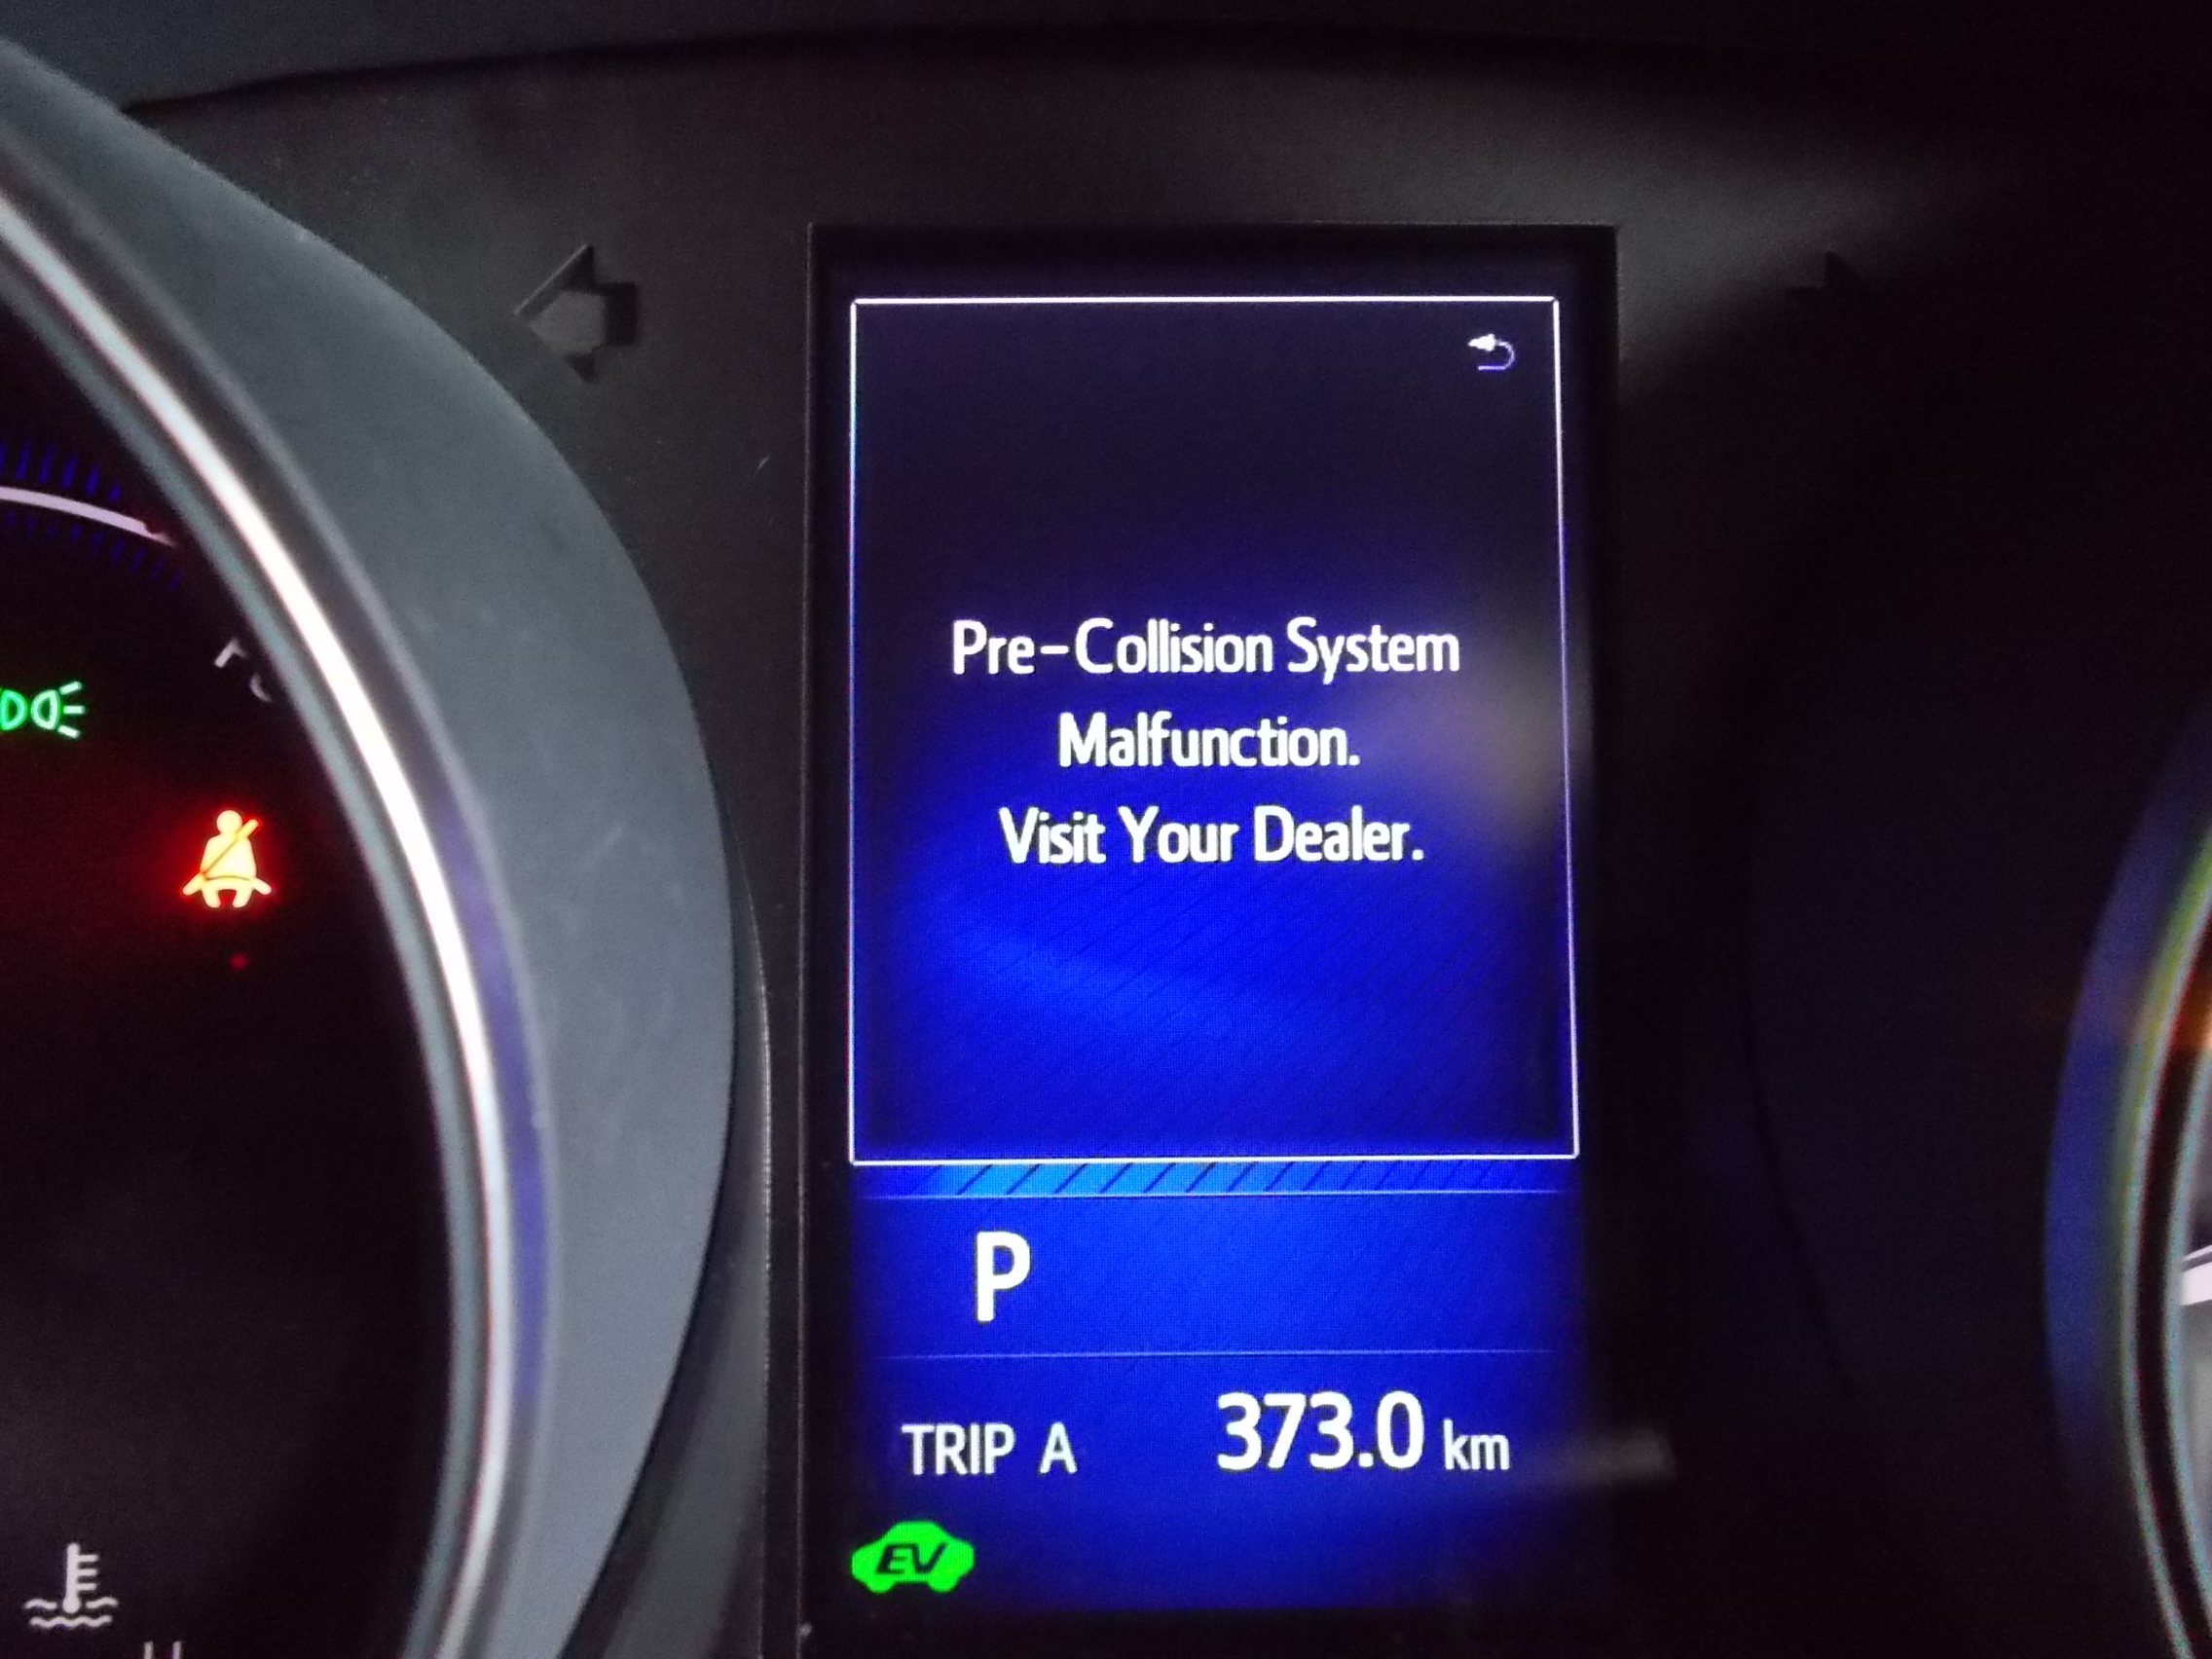 Pre-Collision System
Malfunction.
Visit Your Dealer.
P
TRIP A 373.0 km
EV